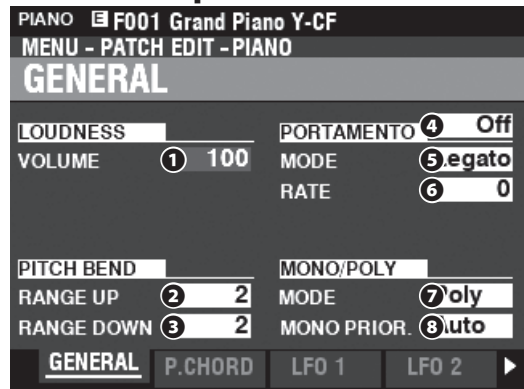 PIANO E F001 Grand Piano Y-CF
MENU - PATCH EDIT - PIANO
GENERAL
LOUDNESS
VOLUME 1 100
PORTAMENTO 4 Off
MODE 5 Legato
RATE 6 0
PITCH BEND
RANGE UP 2 2
RANGE DOWN 3 2
MONO/POLY
MODE 7 Poly
MONO PRIOR. 8 Auto
GENERAL P.CHORD LFO 1 LFO 2